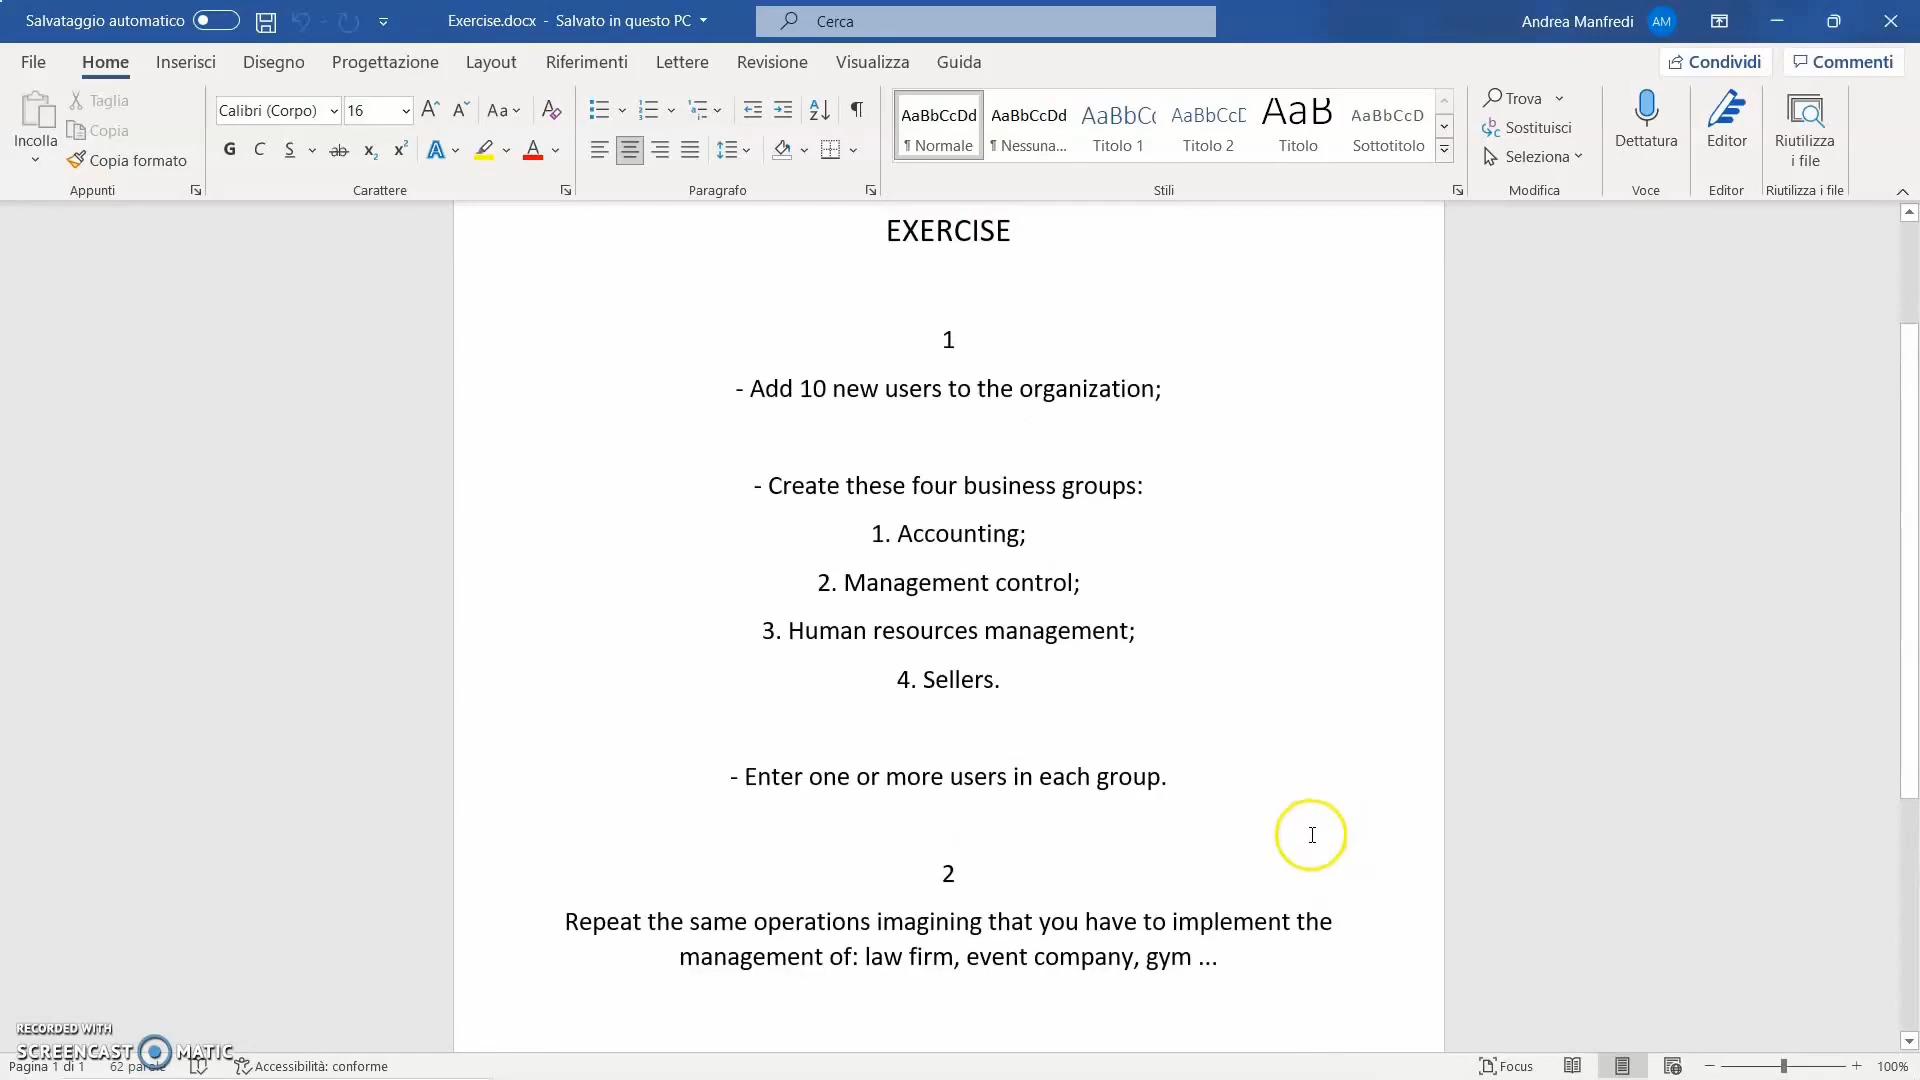 Salvataggio automatico
Exercise.docx - Salvato in questo PC
Cerca
Andrea Manfredi AM
File Home Inserisci Disegno Progettazione Layout Riferimenti Lettere Revisione Visualizza Guida Condividi Commenti
Incolla
Taglia
Copia
Copia formato
Appunti
Calibri (Corpo) 16
G C S ab
Carattere
Paragrafo
AaBbCcDd AaBbCcDd AaBbC AaBbCcD AaB AaBbCcD
¶ Normale ¶ Nessuna... Titolo 1 Titolo 2 Titolo Sottotitolo
Stili
Trova
Sostituisci
Seleziona
Modifica
Dettatura
Voce
Editor
Editor
Riutilizza
i file
Riutilizza i file
EXERCISE
1
- Add 10 new users to the organization;
- Create these four business groups:
1. Accounting;
2. Management control;
3. Human resources management;
4. Sellers.
- Enter one or more users in each group.
2
Repeat the same operations imagining that you have to implement the
management of: law firm, event company, gym ...
RECORDED WITH
SCREENCAST MATIC
Pagina 1 di 1 62 parole Accessibilità: conforme
Focus 100%